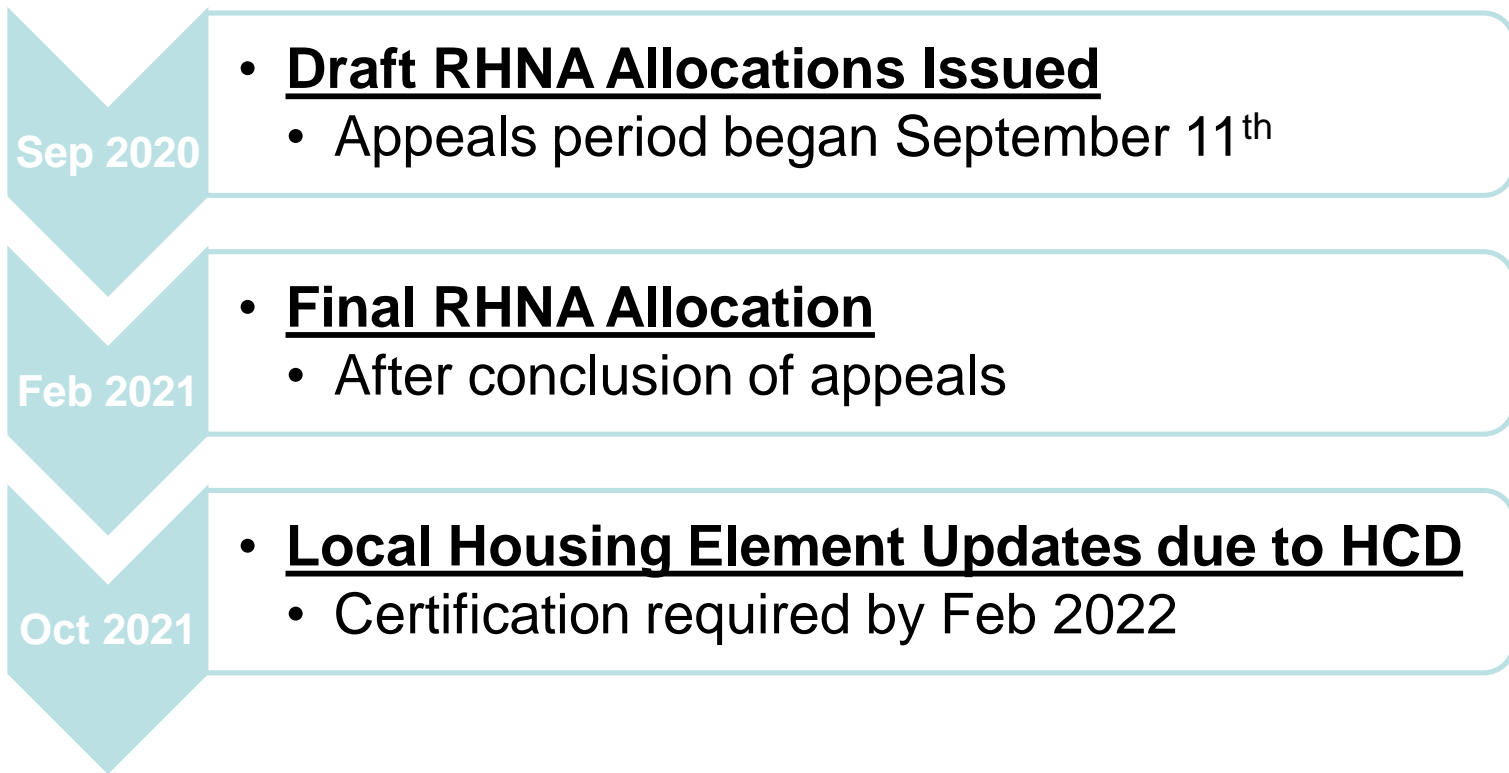 Sep 2020
• Draft RHNA Allocations Issued
• Appeals period began September 11th
Feb 2021
• Final RHNA Allocation
• After conclusion of appeals
Oct 2021
• Local Housing Element Updates due to HCD
• Certification required by Feb 2022